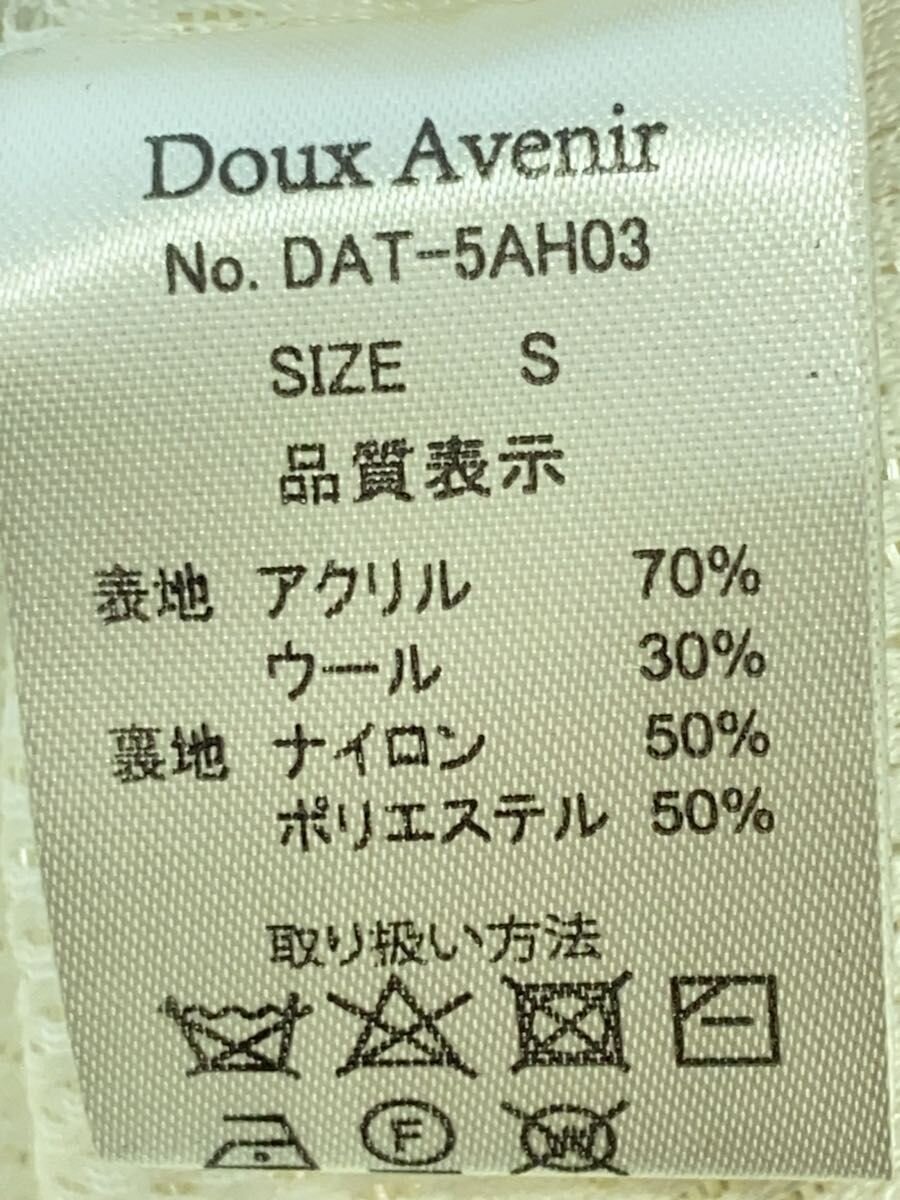 Doux Avenir
No. DAT-5AH03
SIZE S
品質表示
表地 アクリル 70%
ウール 30%
裏地 ナイロン 50%
ポリエステル 50%
取り扱い方法
F
W